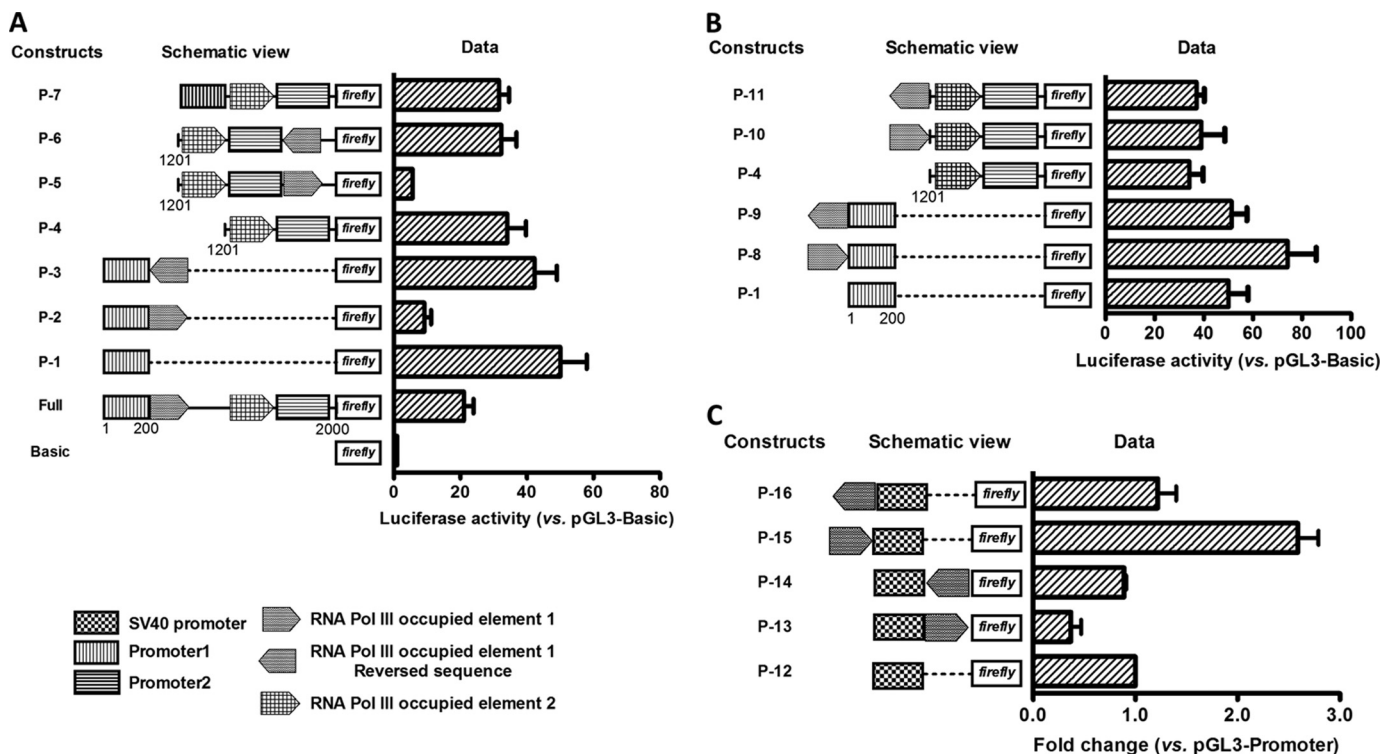 A
Constructs Schematic view Data
P-7 firefly
P-6 firefly
1201
P-5 firefly
1201
P-4 firefly
1201
P-3 firefly
P-2 firefly
P-1 firefly
Full firefly
1 200 2000
Basic firefly
0 20 40 60 80
Luciferase activity (vs. pGL3-Basic)
SV40 promoter
Promoter1
Promoter2
RNA Pol III occupied element 1
RNA Pol III occupied element 1
Reversed sequence
RNA Pol III occupied element 2
B
Constructs Schematic view Data
P-11 firefly
P-10 firefly
P-4 firefly
1201
P-9 firefly
P-8 firefly
P-1 firefly
1 200
0 20 40 60 80 100
Luciferase activity (vs. pGL3-Basic)
C
Constructs Schematic view Data
P-16 firefly
P-15 firefly
P-14 firefly
P-13 firefly
P-12 firefly
0.0 1.0 2.0 3.0
Fold change (vs. pGL3-Promoter)